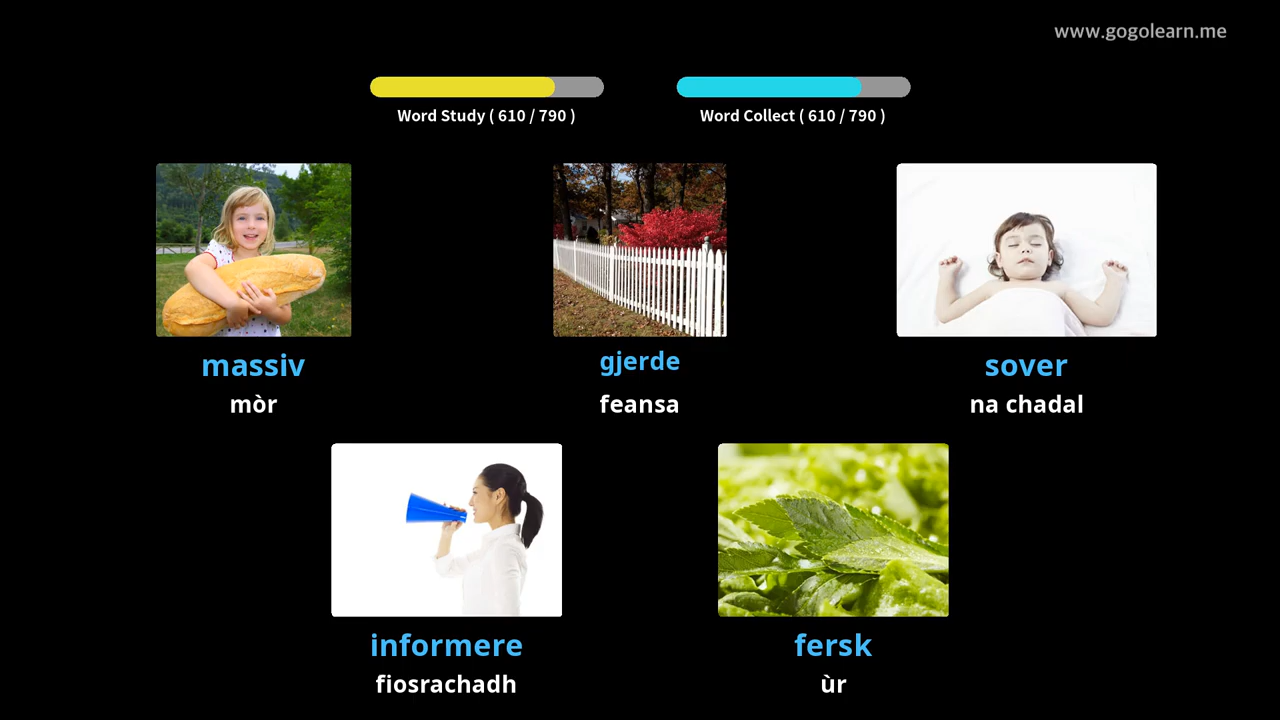 www.gogolearn.me
Word Study ( 610 / 790 )
Word Collect ( 610 / 790 )
massiv
mòr
gjerde
feansa
sover
na chadal
informere
fiosrachadh
fersk
ùr